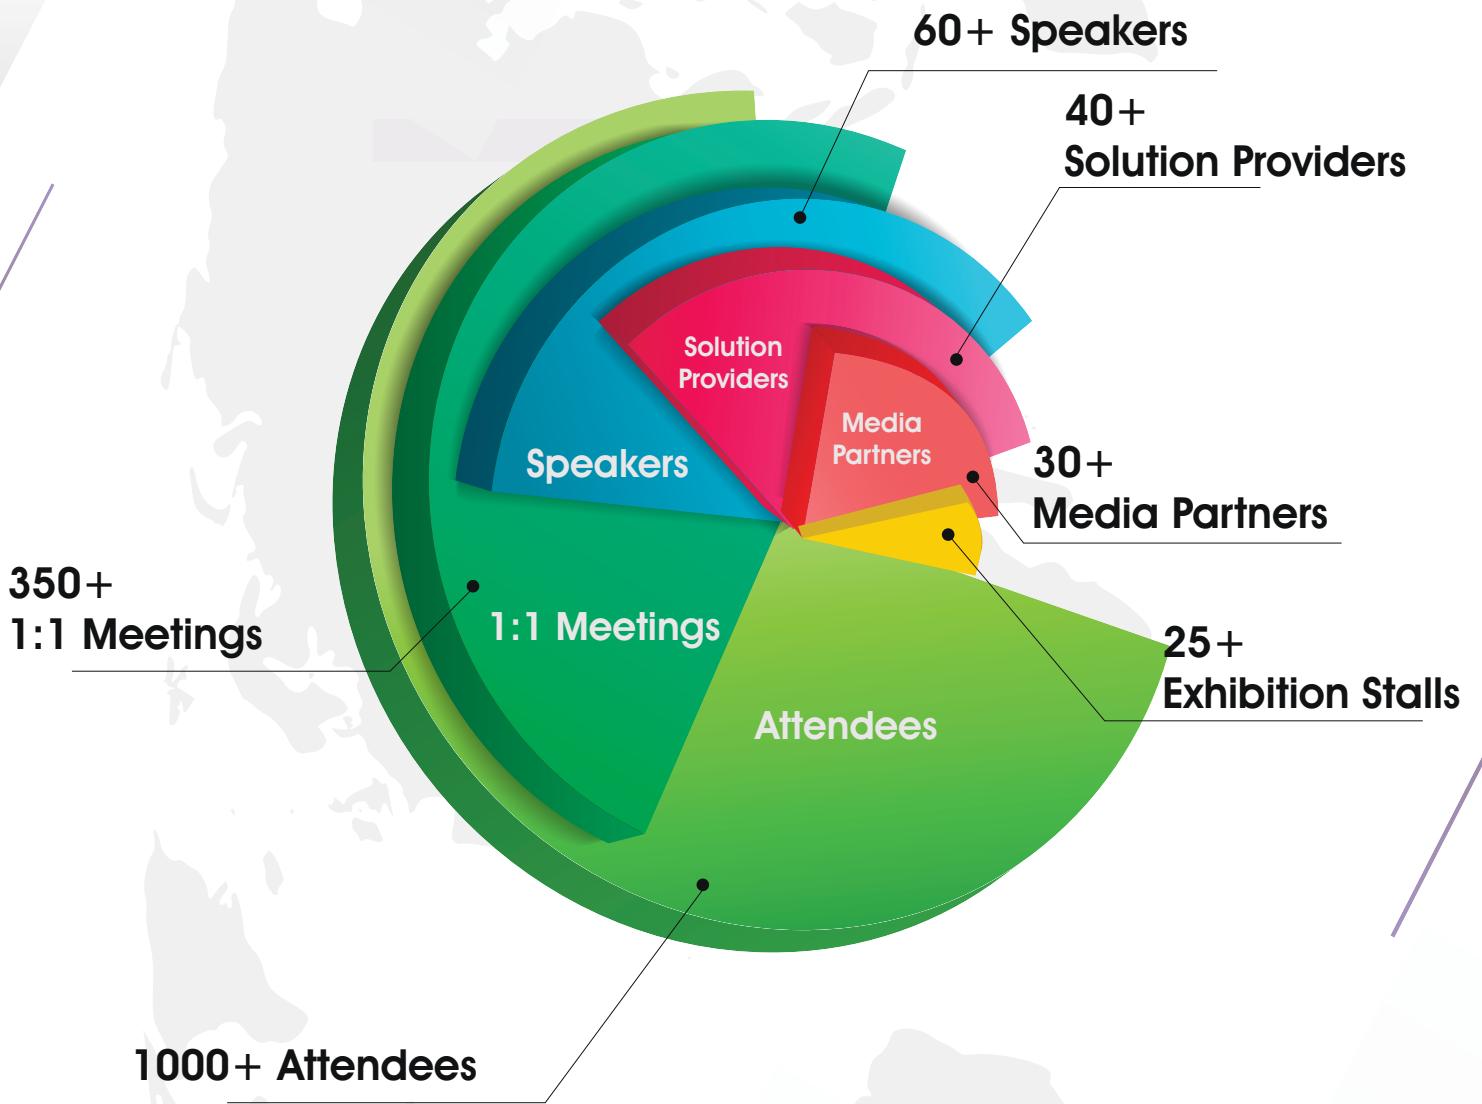 60+ Speakers
40+
Solution Providers
Solution
Providers
Media
Partners
Speakers
30+
Media Partners
350+
1:1 Meetings
1:1 Meetings
25+
Exhibition Stalls
Attendees
1000+ Attendees